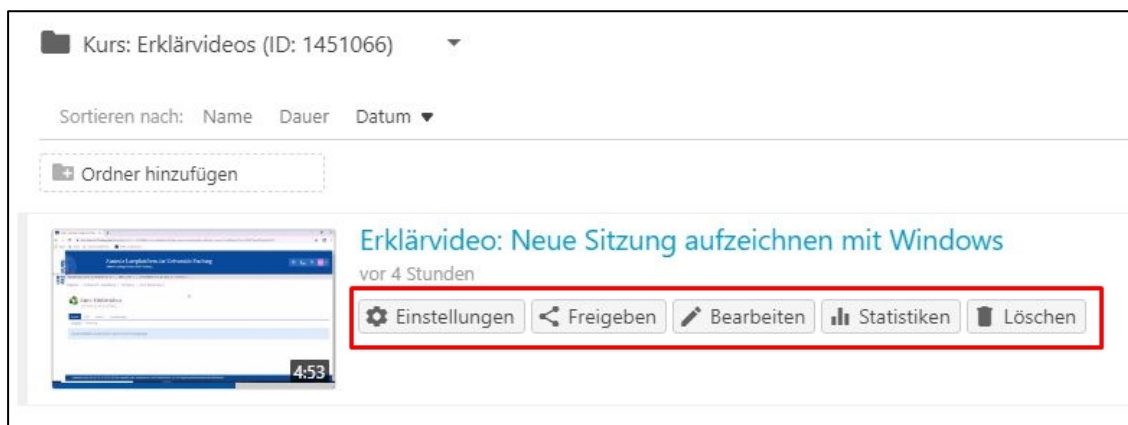 Kurs: Erklärvideos (ID: 1451066)
Sortieren nach: Name Dauer Datum
Ordner hinzufügen
Erklärvideo: Neue Sitzung aufzeichnen mit Windows
vor 4 Stunden
Einstellungen Freigeben Bearbeiten Statistiken Löschen
4:53